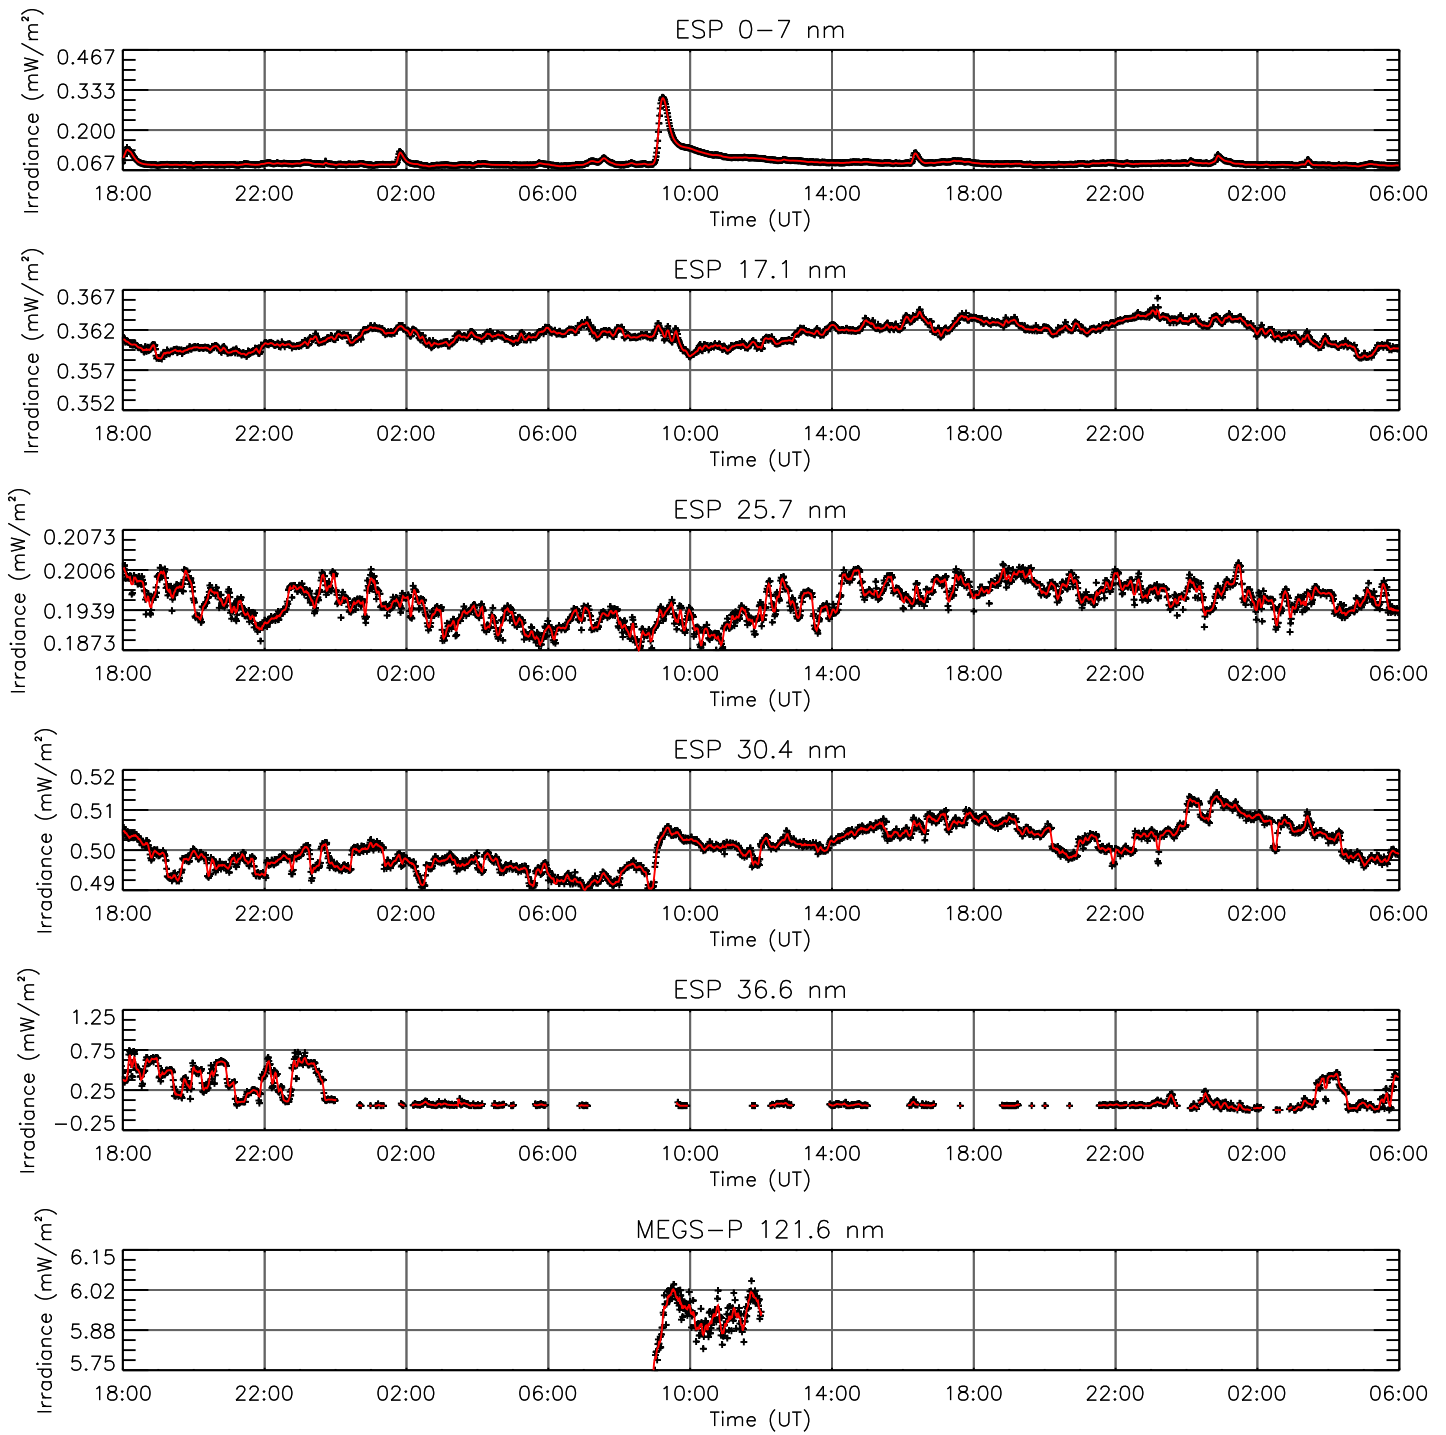 ESP 0-7 nm
Irradiance (mW/m²)
0.467
0.333
0.200
0.067
18:00 22:00 02:00 06:00 10:00 14:00 18:00 22:00 02:00 06:00
Time (UT)
ESP 17.1 nm
Irradiance (mW/m²)
0.367
0.362
0.357
0.352
18:00 22:00 02:00 06:00 10:00 14:00 18:00 22:00 02:00 06:00
Time (UT)
ESP 25.7 nm
Irradiance (mW/m²)
0.2073
0.2006
0.1939
0.1873
18:00 22:00 02:00 06:00 10:00 14:00 18:00 22:00 02:00 06:00
Time (UT)
ESP 30.4 nm
Irradiance (mW/m²)
0.52
0.51
0.50
0.49
18:00 22:00 02:00 06:00 10:00 14:00 18:00 22:00 02:00 06:00
Time (UT)
ESP 36.6 nm
Irradiance (mW/m²)
1.25
0.75
0.25
-0.25
18:00 22:00 02:00 06:00 10:00 14:00 18:00 22:00 02:00 06:00
Time (UT)
MEGS-P 121.6 nm
Irradiance (mW/m²)
6.15
6.02
5.88
5.75
18:00 22:00 02:00 06:00 10:00 14:00 18:00 22:00 02:00 06:00
Time (UT)